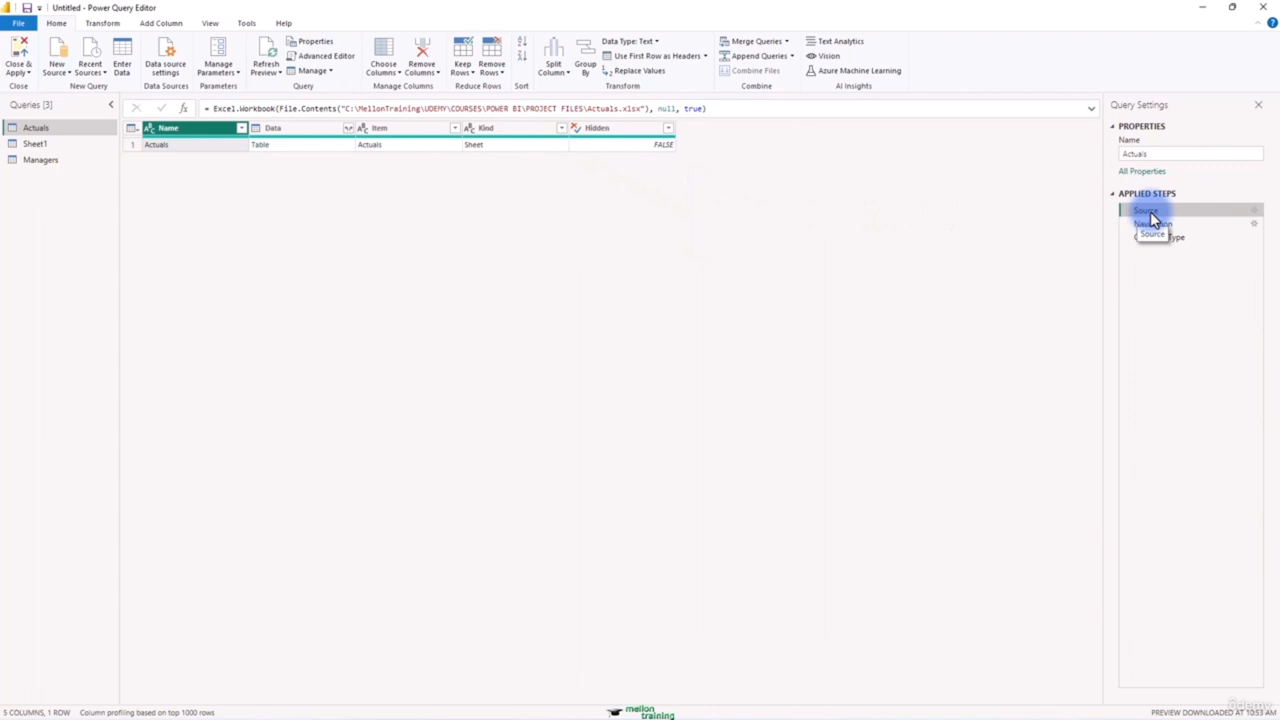 Untitled - Power Query Editor
File Home Transform Add Column View Tools Help
Close & Apply
New Source
Recent Sources
Enter Data
Data source settings
Manage Parameters
Refresh Preview
Properties
Advanced Editor
Manage
Choose Columns
Remove Columns
Keep Rows
Remove Rows
Split Column
Group By
Data Type: Text
Use First Row as Headers
Replace Values
Merge Queries
Append Queries
Combine Files
Text Analytics
Vision
Azure Machine Learning
Close New Query Data Sources Parameters Query Manage Columns Reduce Rows Sort Transform Combine AI Insights
Queries [3]
Actuals
Sheet1
Managers
= Excel.Workbook(File.Contents("C:\MellonTraining\UDEMY\COURSES\POWER BI\PROJECT FILES\Actuals.xlsx"), null, true)
Name Data Item Kind Hidden
1 Actuals Table Actuals Sheet FALSE
Query Settings
PROPERTIES
Name
Actuals
All Properties
APPLIED STEPS
Source
Source
5 COLUMNS, 1 ROW Column profiling based on top 1000 rows
mellon training
udemy
PREVIEW DOWNLOADED AT 10:53 AM